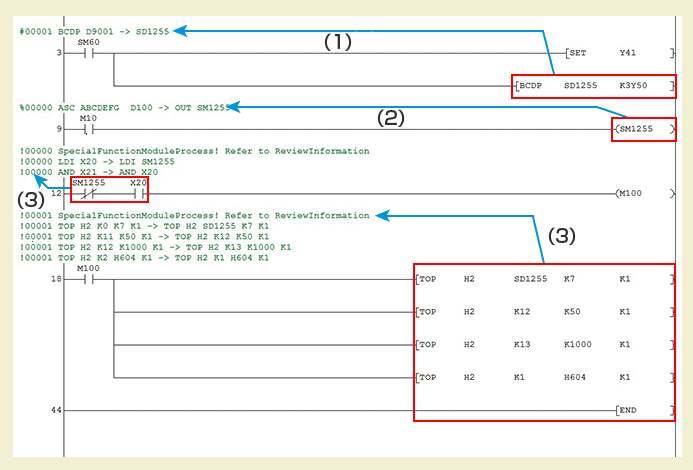 #00001 BCDP D9001 -> SD1255
(1)
SM60
3 [SET Y41 ]
[BCDP SD1255 K3Y50 ]
%00000 ASC ABCDEFG D100 -> OUT SM1255
(2)
M10
9 (SM1255 )
!00000 SpecialFunctionModuleProcess! Refer to ReviewInformation
!00000 LDI X20 -> LDI SM1255
!00000 AND X21 -> AND X20
(3)
SM1255 X20
12 (M100 )
!00001 SpecialFunctionModuleProcess! Refer to ReviewInformation
!00001 TOP H2 K0 K7 K1 -> TOP H2 SD1255 K7 K1
(3)
!00001 TOP H2 K11 K50 K1 -> TOP H2 K12 K50 K1
!00001 TOP H2 K12 K1000 K1 -> TOP H2 K13 K1000 K1
!00001 TOP H2 K2 H604 K1 -> TOP H2 K1 H604 K1
M100
18 [TOP H2 SD1255 K7 K1 ]
[TOP H2 K12 K50 K1 ]
[TOP H2 K13 K1000 K1 ]
[TOP H2 K1 H604 K1 ]
44 [END ]